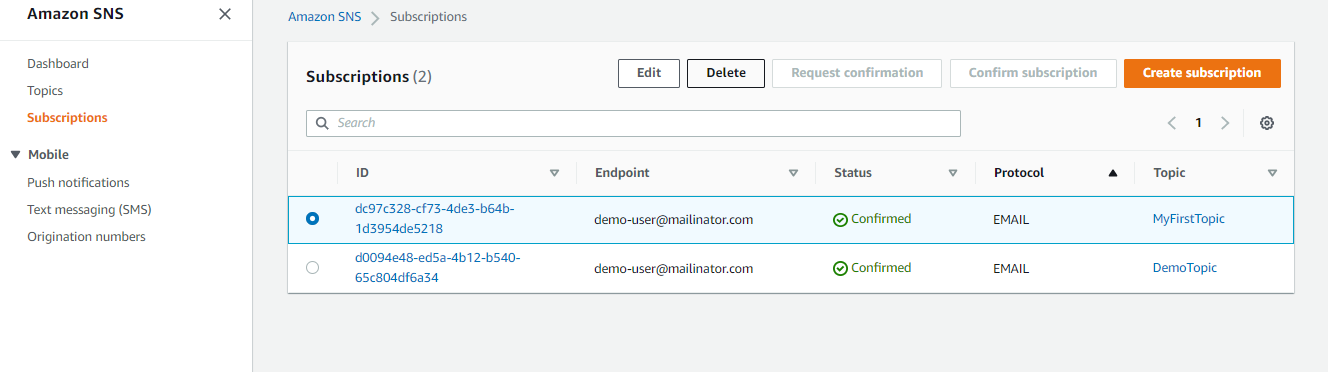 Amazon SNS
Dashboard
Topics
Subscriptions
Mobile
Push notifications
Text messaging (SMS)
Origination numbers
Amazon SNS Subscriptions
Subscriptions (2) Edit Delete Request confirmation Confirm subscription Create subscription
Search 1
ID Endpoint Status Protocol Topic
dc97c328-cf73-4de3-b64b-
1d3954de5218 demo-user@mailinator.com Confirmed EMAIL MyFirstTopic
d0094e48-ed5a-4b12-b540-
65c804df6a34 demo-user@mailinator.com Confirmed EMAIL DemoTopic